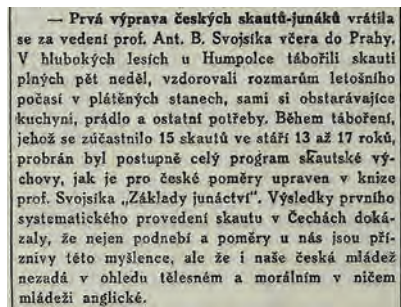 — Prvá výprava českých skautů-junáků vrátila
se za vedení prof. Ant. B. Svojsíka včera do Prahy.
V hlubokých lesích u Humpolce tábořili skauti
plných pět neděl, vzdorovali rozmarům letošního
počasí v plátěných stanech, sami si obstarávajíce
kuchyni, prádlo a ostatní potřeby. Během táboření,
jehož se zúčastnilo 15 skautů ve stáří 13 až 17 roků,
probrán byl postupně celý program skautské vý-
chovy, jak je pro české poměry upraven v knize
prof. Svojsíka „Základy junáctví". Výsledky prvního
systematického provedení skautu v Čechách doká-
zaly, že nejen podnebí a poměry u nás jsou pří-
znivy této myšlence, ale že i naše česká mládež
nezadá v ohledu tělesném a morálním v ničem
mládeži anglické.